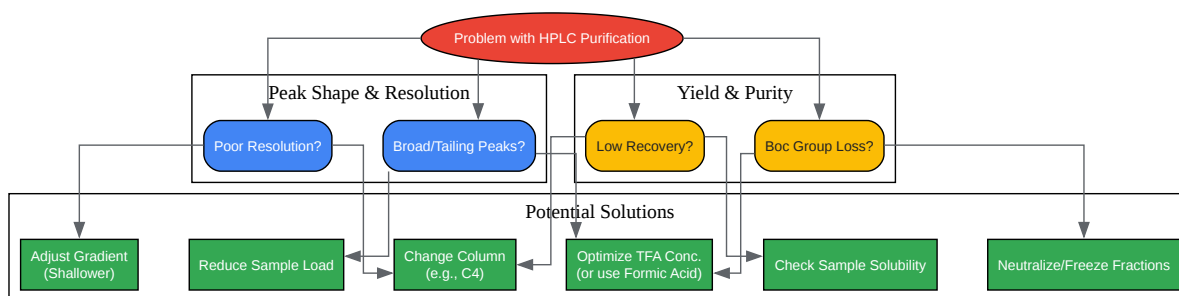 Problem with HPLC Purification
Peak Shape & Resolution
Yield & Purity
Poor Resolution?
Broad/Tailing Peaks?
Low Recovery?
Boc Group Loss?
Potential Solutions
Adjust Gradient
(Shallower)
Reduce Sample Load
Change Column
(e.g., C4)
Optimize TFA Conc.
(or use Formic Acid)
Check Sample Solubility
Neutralize/Freeze Fractions